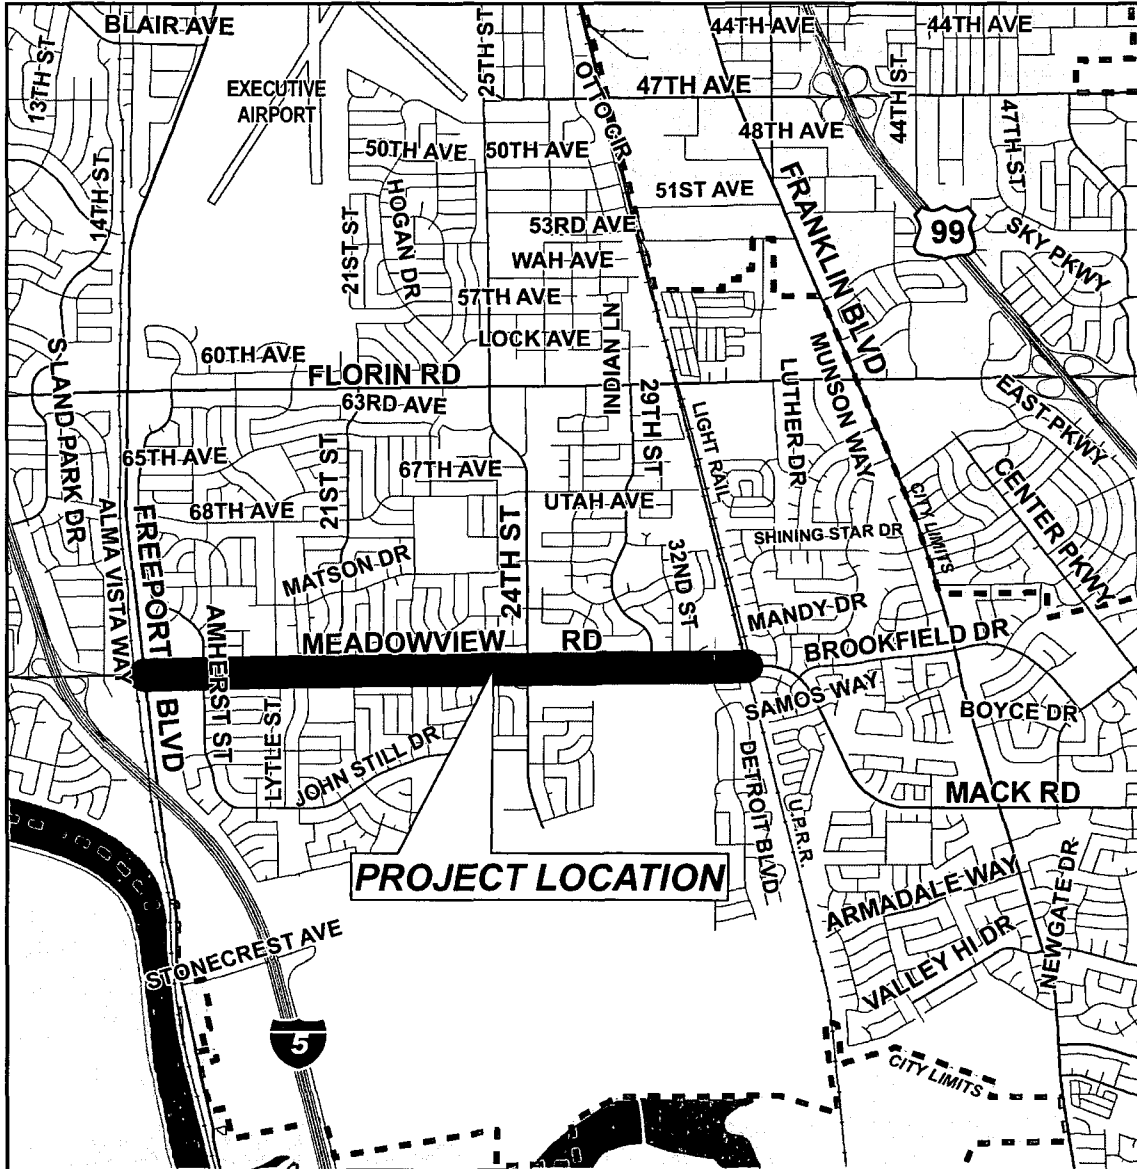 BLAIR AVE
44TH AVE
44TH AVE
13TH ST
25TH ST
OTTO CIR
47TH AVE
44TH ST
EXECUTIVE
AIRPORT
48TH AVE
47TH ST
50TH AVE
50TH AVE
14TH ST
HOGAN DR
51ST AVE
FRANKLIN BLVD
21ST ST
53RD AVE
99
SKY PKWY
WAH AVE
57TH AVE
INDIAN LN
LOCK AVE
60TH AVE
FLORIN RD
63RD AVE
S LAND PARK DR
29TH ST
LUTHER DR
MUNSON WAY
EAST PKWY
LIGHT RAIL
65TH AVE
21ST ST
67TH AVE
CENTER PKWY
CITY LIMITS
68TH AVE
UTAH AVE
ALMA VISTA WAY
FREEPORT BLVD
24TH ST
SHINING STAR DR
MATSON DR
32ND ST
MANDY DR
AMHERST ST
MEADOWVIEW RD
BROOKFIELD DR
SAMOS WAY
BOYCE DR
LYTLE ST
JOHN STILL DR
DETROIT BLVD
U.P.R.R.
MACK RD
PROJECT LOCATION
ARMADALE WAY
NEWGATE DR
STONECREST AVE
VALLEY HI DR
5
CITY LIMITS